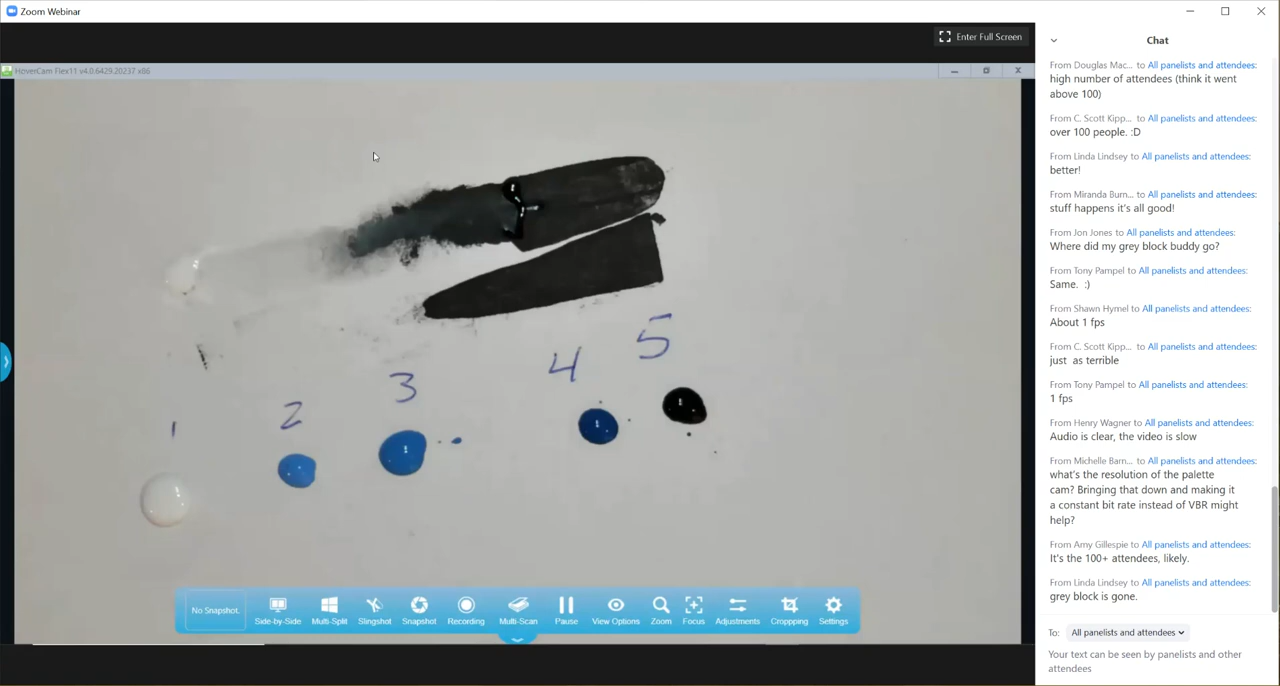 Zoom Webinar
Enter Full Screen
HoverCam Flex11 v4.0.6429.20237 x86
Chat
From Douglas Mac... to All panelists and attendees:
high number of attendees (think it went
above 100)
From C. Scott Kipp... to All panelists and attendees:
over 100 people. :D
From Linda Lindsey to All panelists and attendees:
better!
From Miranda Burn... to All panelists and attendees:
stuff happens it's all good!
From Jon Jones to All panelists and attendees:
Where did my grey block buddy go?
From Tony Pampel to All panelists and attendees:
Same. :)
From Shawn Hymel to All panelists and attendees:
About 1 fps
From C. Scott Kipp... to All panelists and attendees:
just as terrible
From Tony Pampel to All panelists and attendees:
1 fps
From Henry Wagner to All panelists and attendees:
Audio is clear, the video is slow
From Michelle Barn... to All panelists and attendees:
what's the resolution of the palette
cam? Bringing that down and making it
a constant bit rate instead of VBR might
help?
From Amy Gillespie to All panelists and attendees:
It's the 100+ attendees, likely.
From Linda Lindsey to All panelists and attendees:
grey block is gone.
To: All panelists and attendees
Your text can be seen by panelists and other
attendees
1 2 3 4 5
No Snapshot.
Side-by-Side Multi-Split Slingshot Snapshot Recording Multi-Scan Pause View Options Zoom Focus Adjustments Croppping Settings